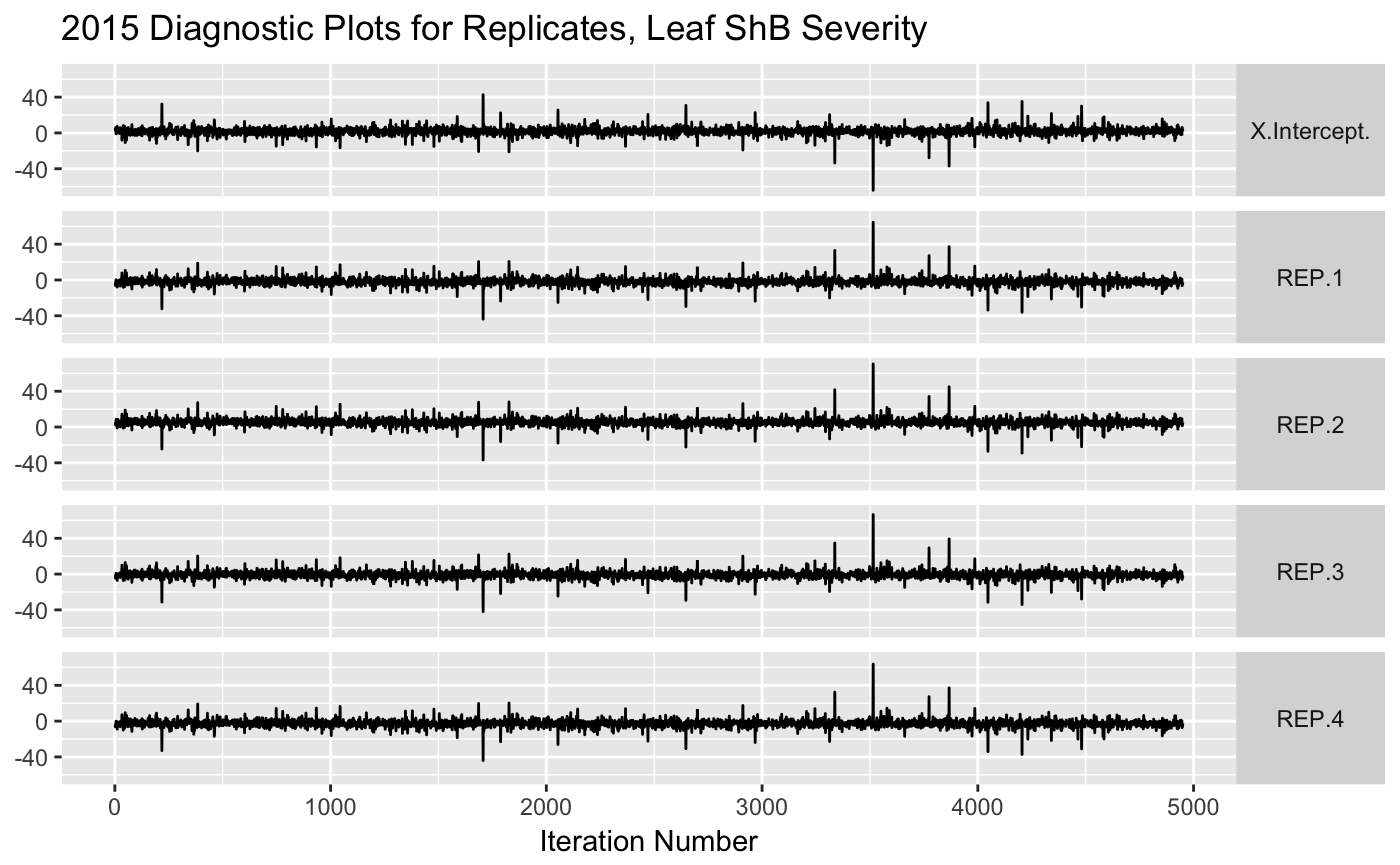 2015 Diagnostic Plots for Replicates, Leaf ShB Severity
40
0
-40
X.Intercept.
40
0
-40
REP.1
40
0
-40
REP.2
40
0
-40
REP.3
40
0
-40
REP.4
0 1000 2000 3000 4000 5000
Iteration Number